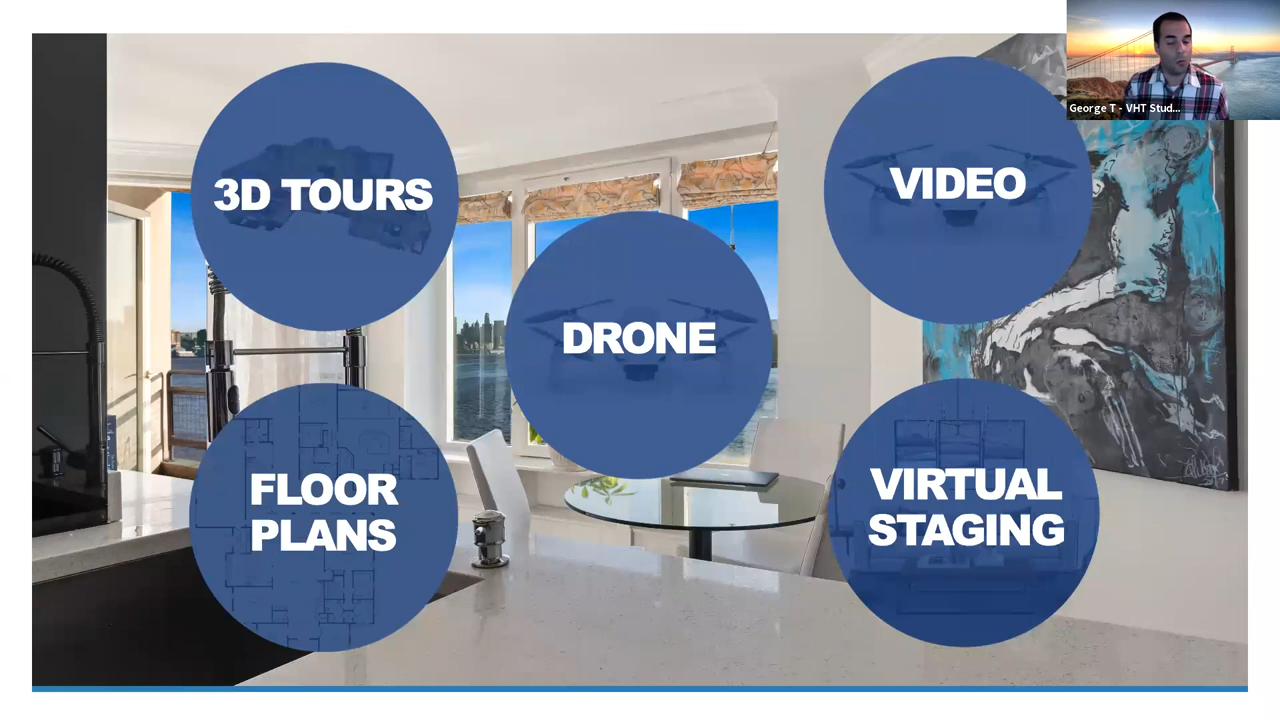 3D TOURS
VIDEO
DRONE
FLOOR
PLANS
VIRTUAL
STAGING
George T - VHT Stud...